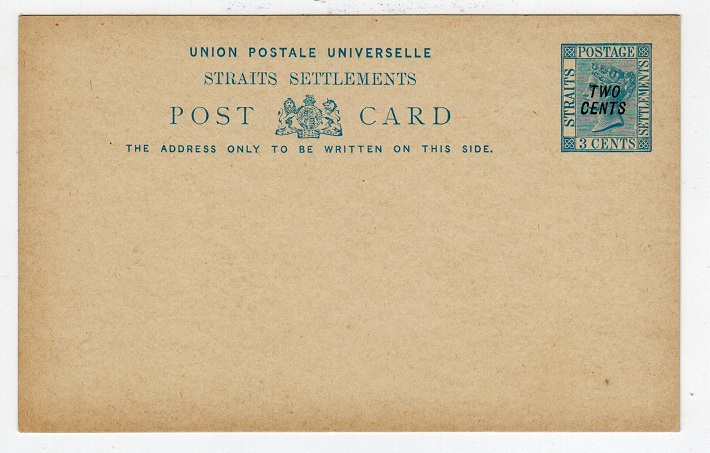 UNION POSTALE UNIVERSELLE
STRAITS SETTLEMENTS
POST CARD
THE ADDRESS ONLY TO BE WRITTEN ON THIS SIDE.
POSTAGE
STRAITS
SETTLEMENTS
TWO
CENTS
3 CENTS